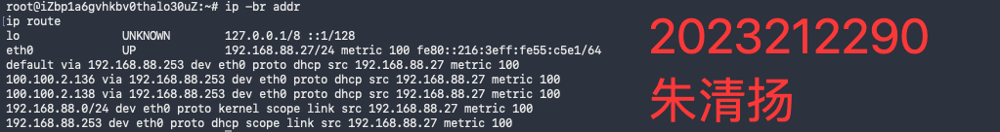 root@iZbp1a6gvhkbv0thalo30uZ:~# ip -br addr
ip route
lo UNKNOWN 127.0.0.1/8 ::1/128
eth0 UP 192.168.88.27/24 metric 100 fe80::216:3eff:fe55:c5e1/64
default via 192.168.88.253 dev eth0 proto dhcp src 192.168.88.27 metric 100
100.100.2.136 via 192.168.88.253 dev eth0 proto dhcp src 192.168.88.27 metric 100
100.100.2.138 via 192.168.88.253 dev eth0 proto dhcp src 192.168.88.27 metric 100
192.168.88.0/24 dev eth0 proto kernel scope link src 192.168.88.27 metric 100
192.168.88.253 dev eth0 proto dhcp scope link src 192.168.88.27 metric 100
2023212290
朱清扬